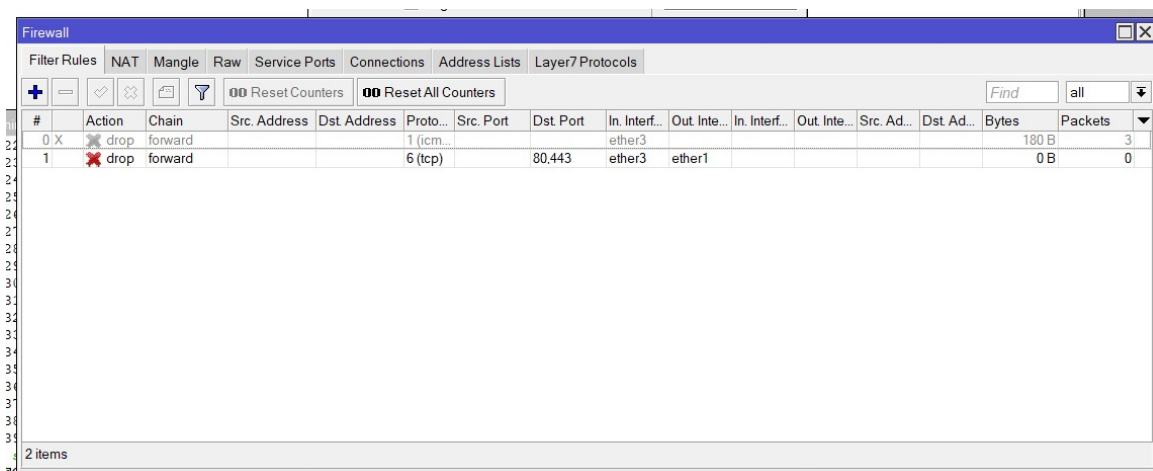 Firewall
Filter Rules NAT Mangle Raw Service Ports Connections Address Lists Layer7 Protocols
00 Reset Counters 00 Reset All Counters Find all
# Action Chain Src. Address Dst. Address Proto... Src. Port Dst. Port In. Interf... Out. Inte... In. Interf... Out. Inte... Src. Ad... Dst. Ad... Bytes Packets
0 X drop forward 1 (icm... ether3 180 B 3
1 drop forward 6 (tcp) 80,443 ether3 ether1 0 B 0
2 items